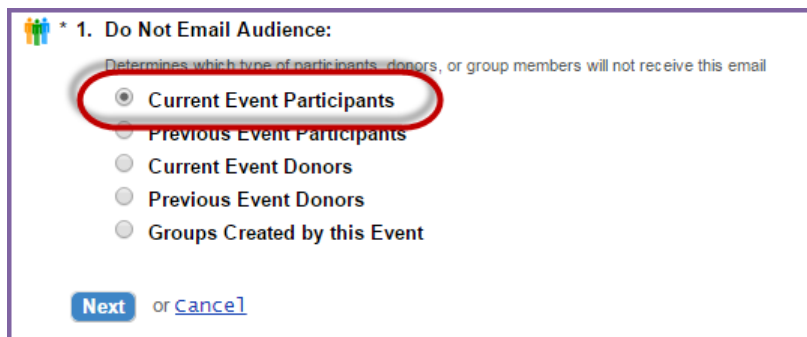 * 1. Do Not Email Audience:
Determines which type of participants, donors, or group members will not receive this email
Current Event Participants
Previous Event Participants
Current Event Donors
Previous Event Donors
Groups Created by this Event
Next or Cancel